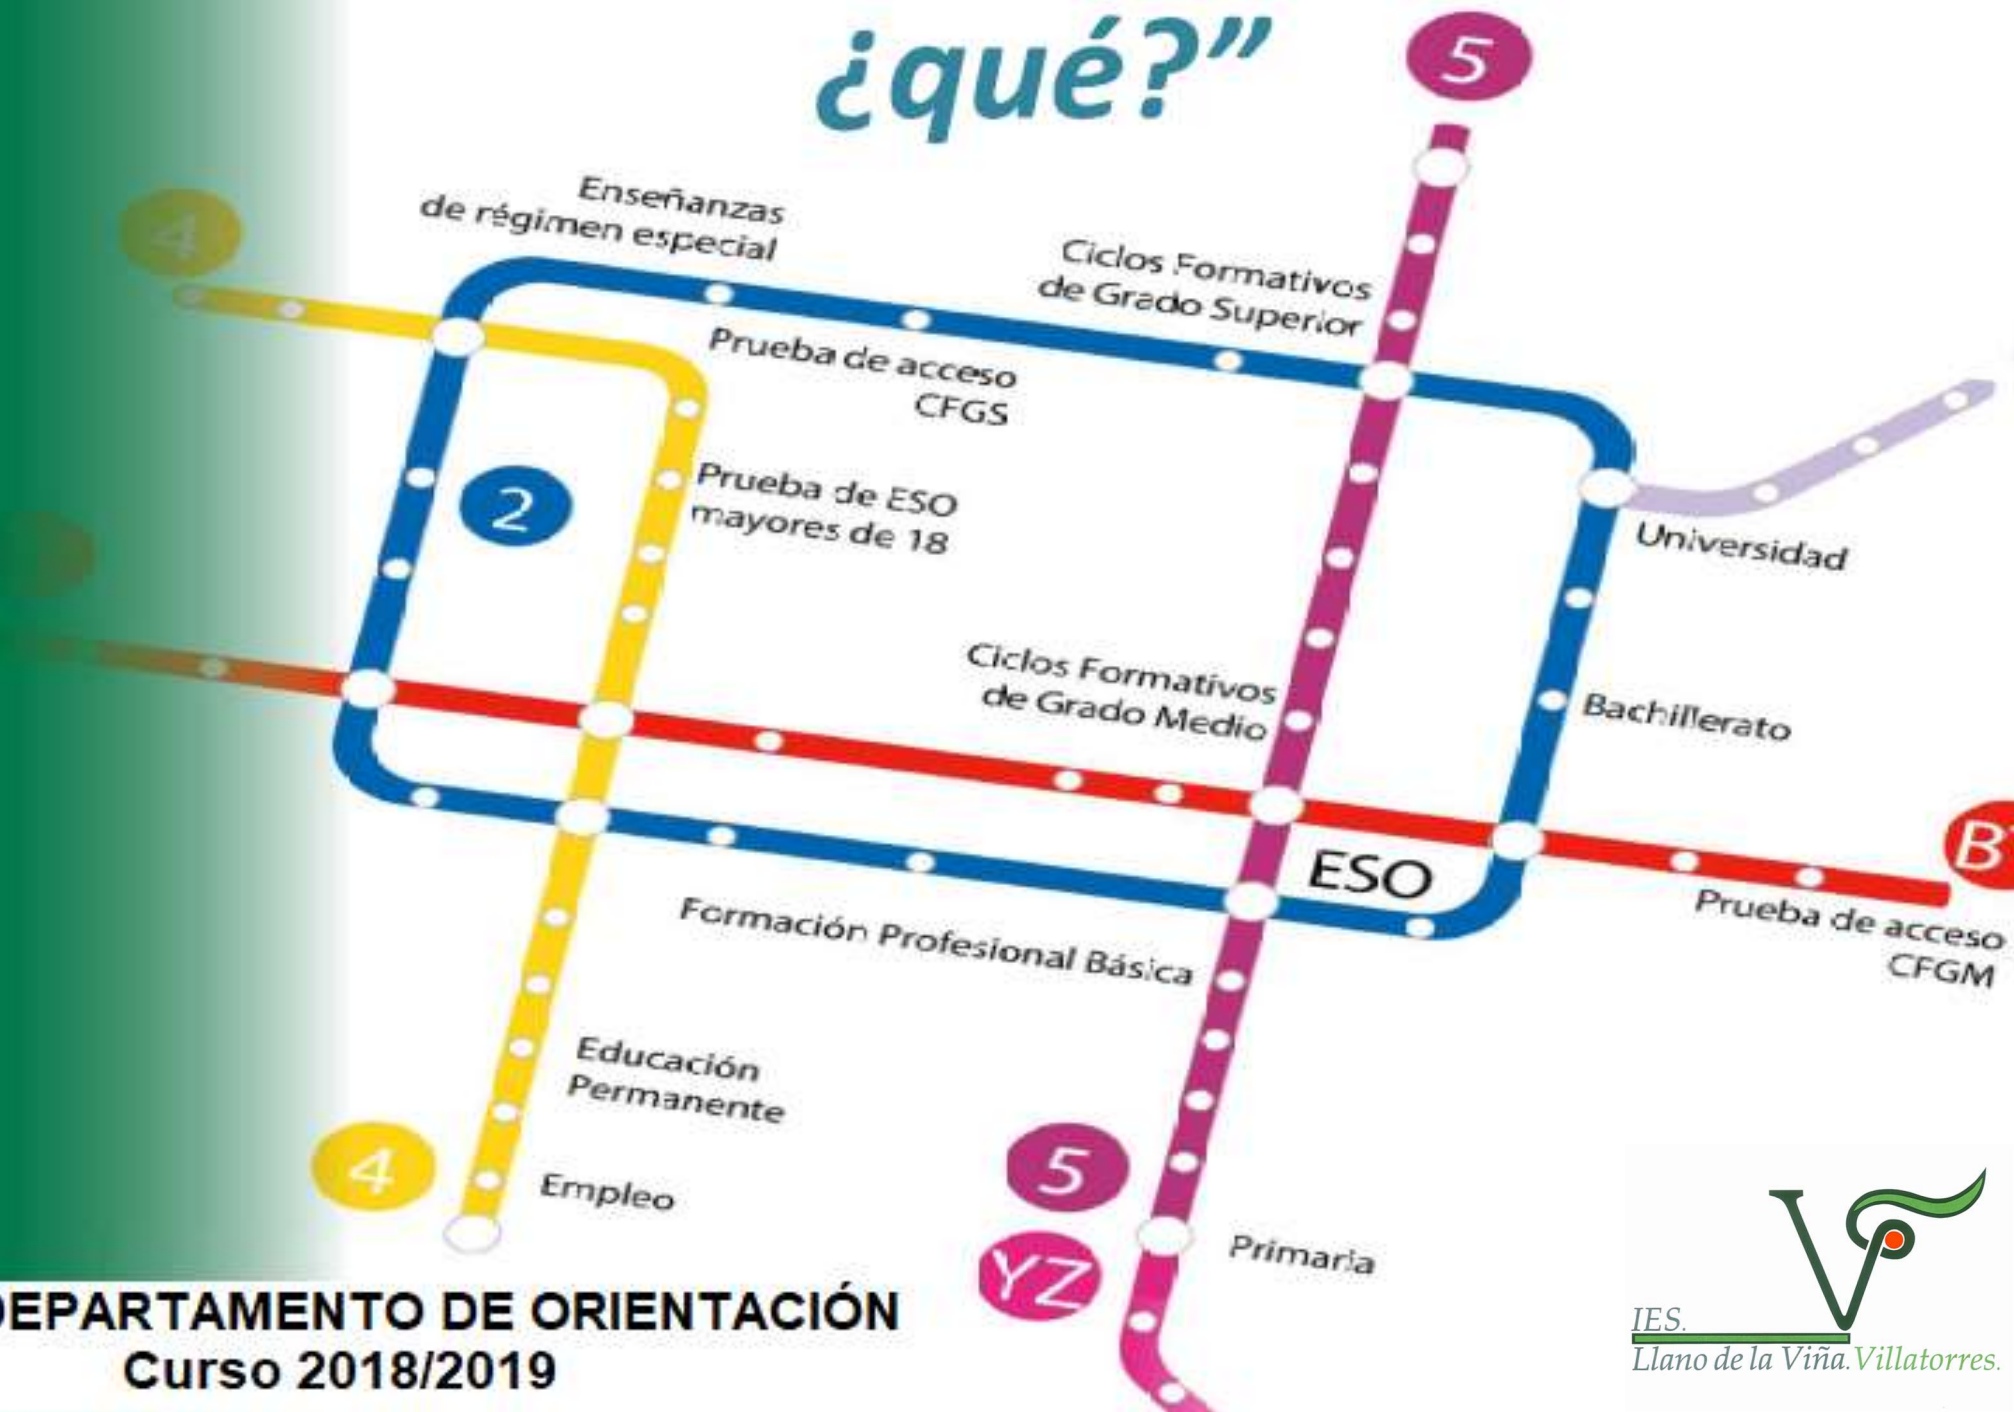 ¿qué?”
5
4
Enseñanzas
de régimen especial
Ciclos Formativos
de Grado Superior
Prueba de acceso
CFGS
2
Prueba de ESO
mayores de 18
Universidad
Ciclos Formativos
de Grado Medio
Bachillerato
B
ESO
Prueba de acceso
CFGM
Formación Profesional Básica
Educación
Permanente
4
Empleo
5
YZ
Primaria
DEPARTAMENTO DE ORIENTACIÓN
Curso 2018/2019
IES.
Llano de la Viña.Villatorres.